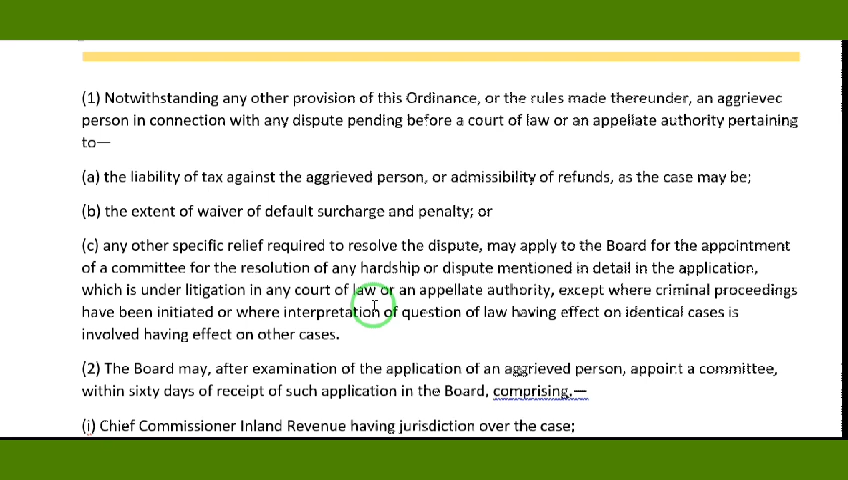 (1) Notwithstanding any other provision of this Ordinance, or the rules made thereunder, an aggrieved
person in connection with any dispute pending before a court of law or an appellate authority pertaining
to—
(a) the liability of tax against the aggrieved person, or admissibility of refunds, as the case may be;
(b) the extent of waiver of default surcharge and penalty; or
(c) any other specific relief required to resolve the dispute, may apply to the Board for the appointment
of a committee for the resolution of any hardship or dispute mentioned in detail in the application,
which is under litigation in any court of law or an appellate authority, except where criminal proceedings
have been initiated or where interpretation of question of law having effect on identical cases is
involved having effect on other cases.
(2) The Board may, after examination of the application of an aggrieved person, appoint a committee,
within sixty days of receipt of such application in the Board, comprising.—
(i) Chief Commissioner Inland Revenue having jurisdiction over the case;